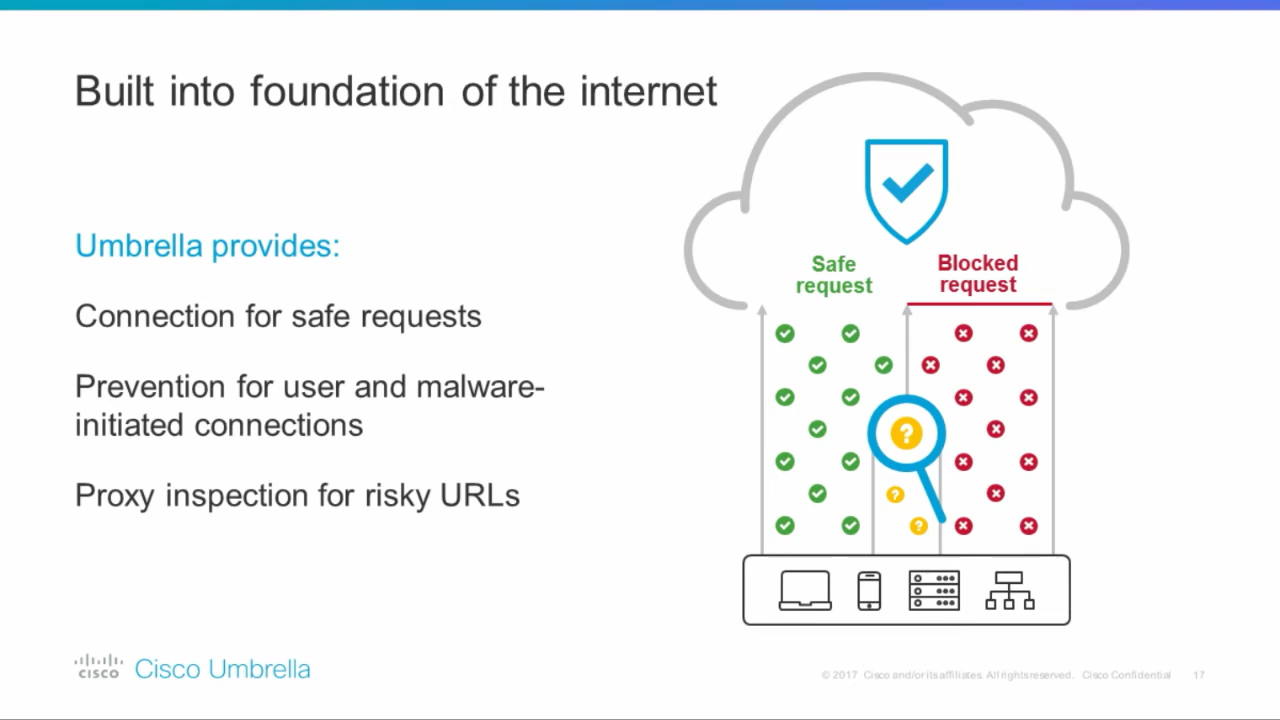 Built into foundation of the internet
Umbrella provides:
Connection for safe requests
Prevention for user and malware-
initiated connections
Proxy inspection for risky URLs
Safe
request
Blocked
request
?
?
?
cisco Cisco Umbrella
© 2017 Cisco and/or its affiliates. All rights reserved. Cisco Confidential 17